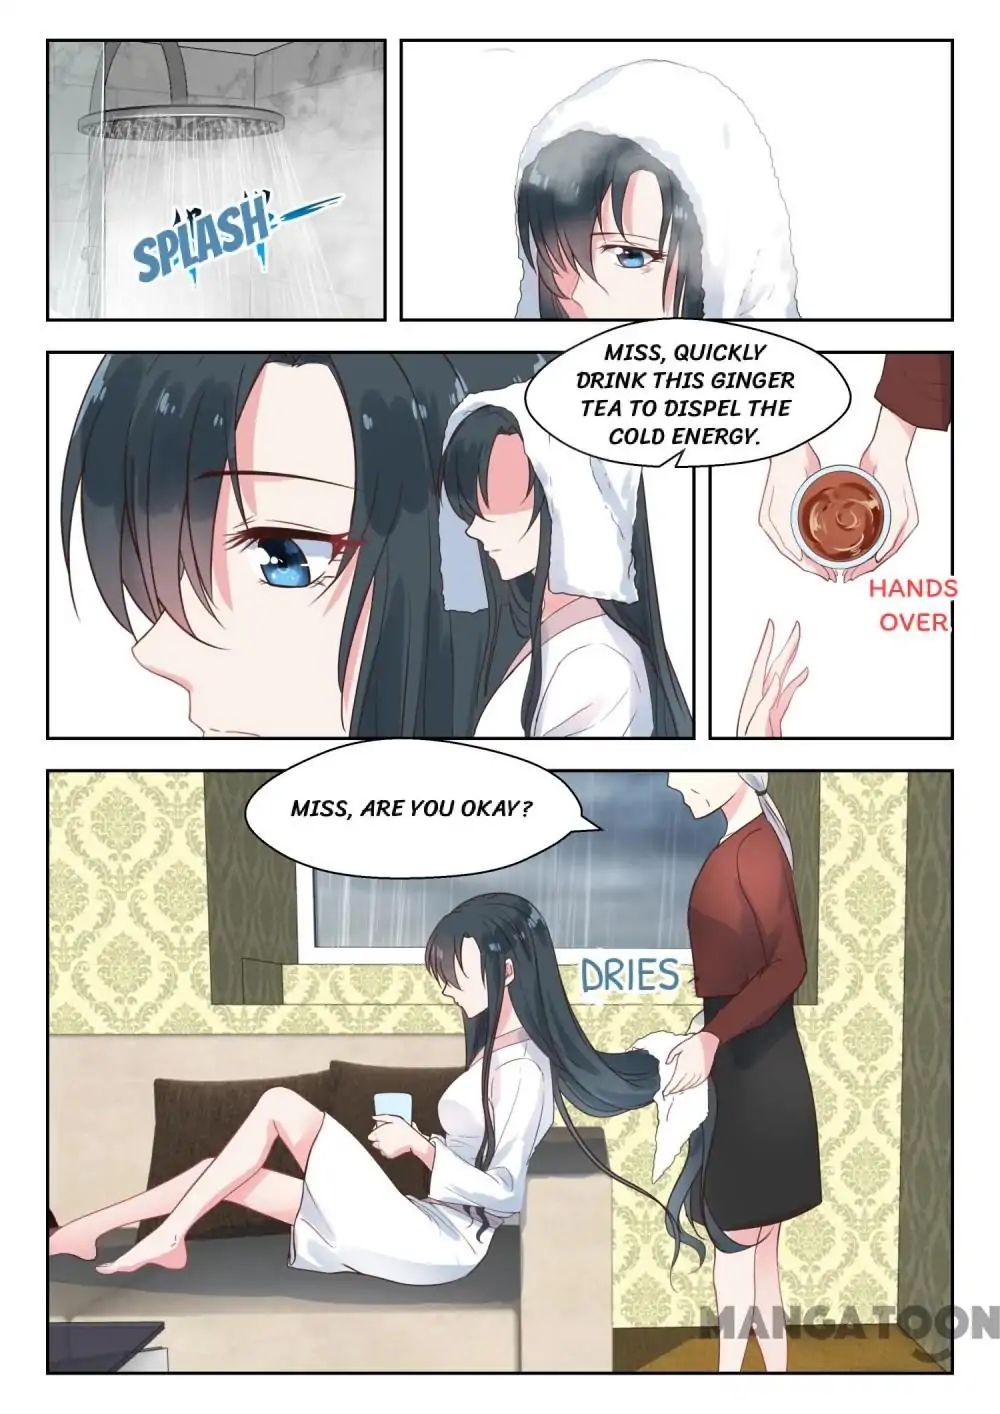 SPLASH
MISS, QUICKLY
DRINK THIS GINGER
TEA TO DISPEL THE
COLD ENERGY.
HANDS
OVER
MISS, ARE YOU OKAY?
DRIES
MANGATOON